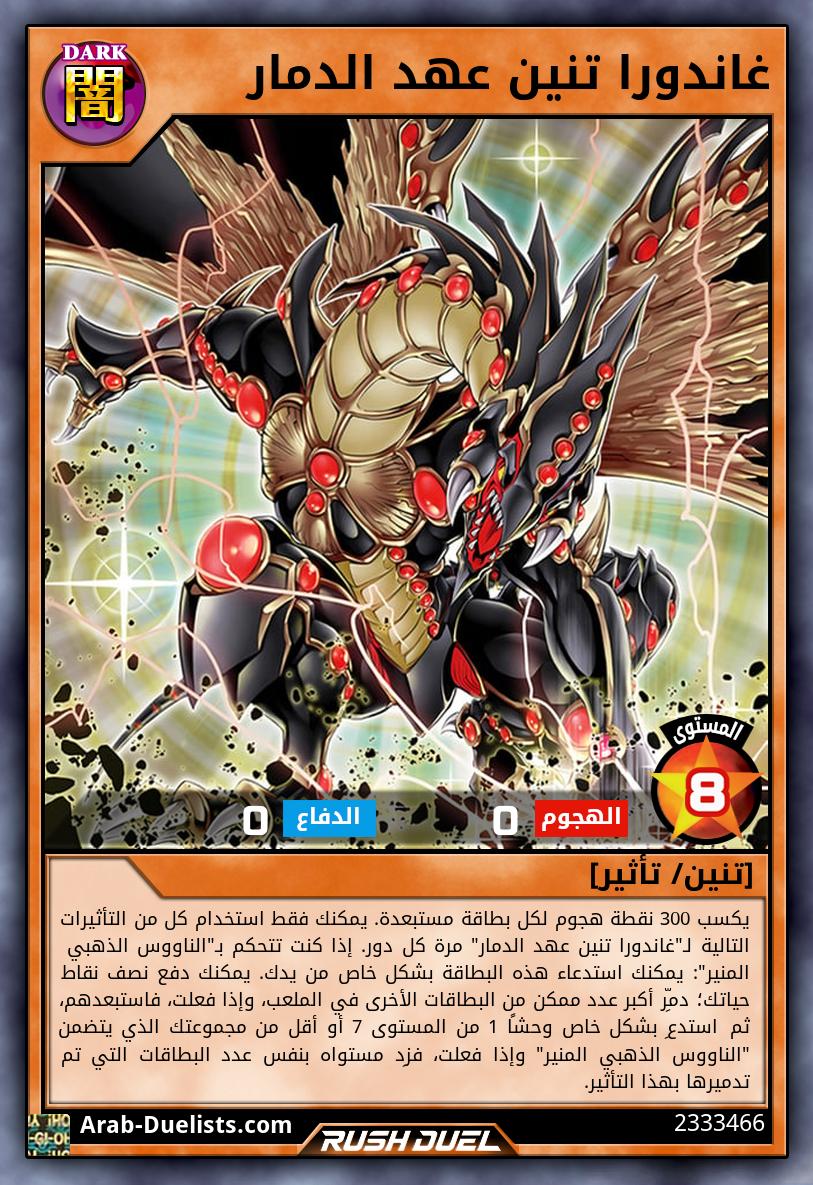 غاندورا تنين عهد الدمار
DARK
闇
المستوى
8
الهجوم 0
الدفاع 0
[تنين/ تأثير]
يكسب 300 نقطة هجوم لكل بطاقة مستبعدة. يمكنك فقط استخدام كل من التأثيرات
التالية لـ"غاندورا تنين عهد الدمار" مرة كل دور. إذا كنت تتحكم بـ"الناووس الذهبي
المنير": يمكنك استدعاء هذه البطاقة بشكل خاص من يدك. يمكنك دفع نصف نقاط
حياتك؛ دمِّر أكبر عدد ممكن من البطاقات الأخرى في الملعب، وإذا فعلت، فاستبعدهم،
ثم استدعِ بشكل خاص وحشاً 1 من المستوى 7 أو أقل من مجموعتك الذي يتضمن
"الناووس الذهبي المنير" وإذا فعلت، فزد مستواه بنفس عدد البطاقات التي تم
تدميرها بهذا التأثير.
Arab-Duelists.com
RUSH DUEL
2333466